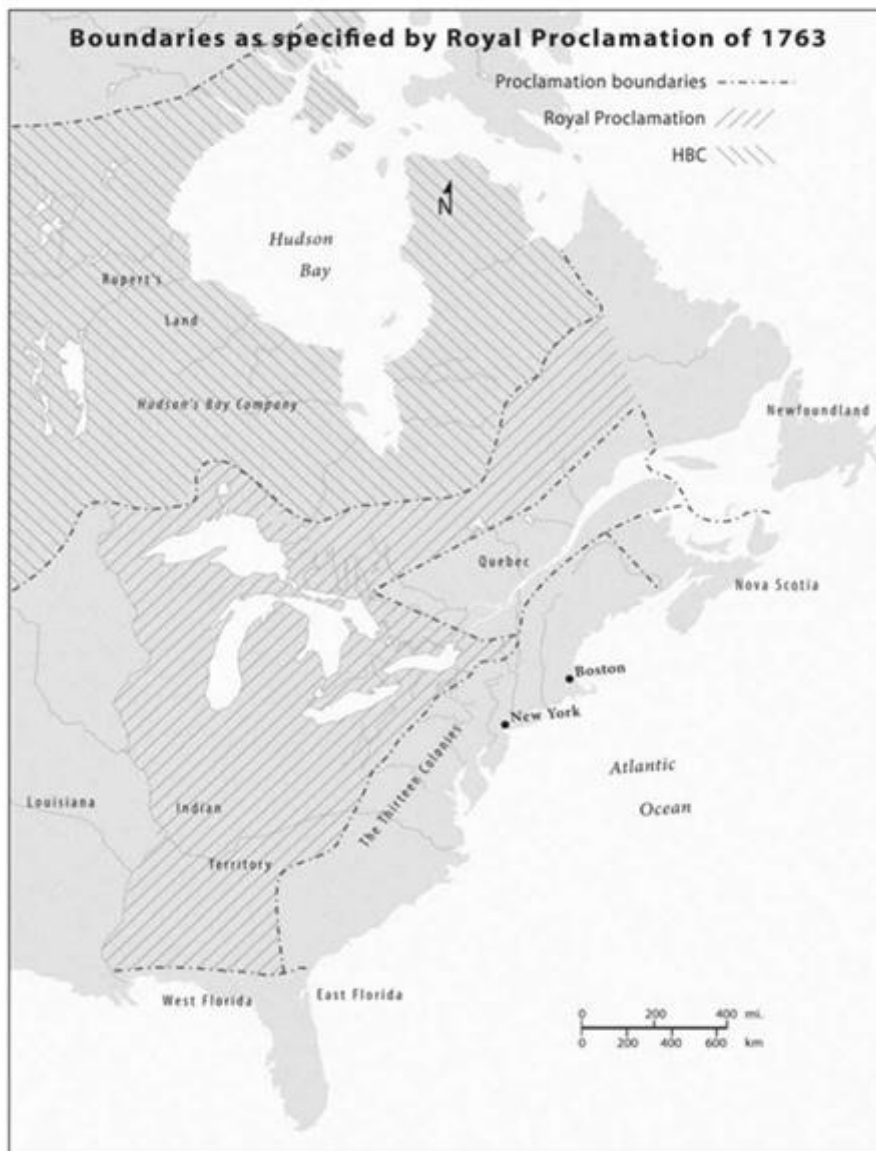 Boundaries as specified by Royal Proclamation of 1763
Proclamation boundaries
Royal Proclamation
HBC
N
Hudson
Bay
Rupert's
Land
Hudson's Bay Company
Newfoundland
Quebec
Nova Scotia
Boston
New York
The Thirteen Colonies
Atlantic
Ocean
Louisiana
Indian
Territory
West Florida
East Florida
0 200 400 mi.
0 200 400 600 km